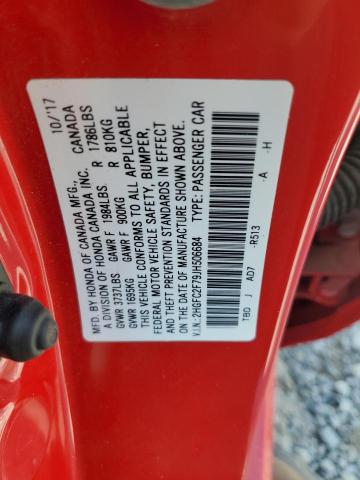 MFD. BY HONDA OF CANADA MFG., 10/17
A DIVISION OF HONDA CANADA INC. CANADA
GVWR 3737LBS GAWR F 1984LBS. R 1786LBS
GVWR 1695KG GAWR F 900KG R 810KG
THIS VEHICLE CONFORMS TO ALL APPLICABLE
FEDERAL MOTOR VEHICLE SAFETY, BUMPER,
AND THEFT PREVENTION STANDARDS IN EFFECT
ON THE DATE OF MANUFACTURE SHOWN ABOVE.
V.I.N.:2HGFC2F79JH506684 TYPE:PASSENGER CAR
TBD J AD7 -R513 -A -H